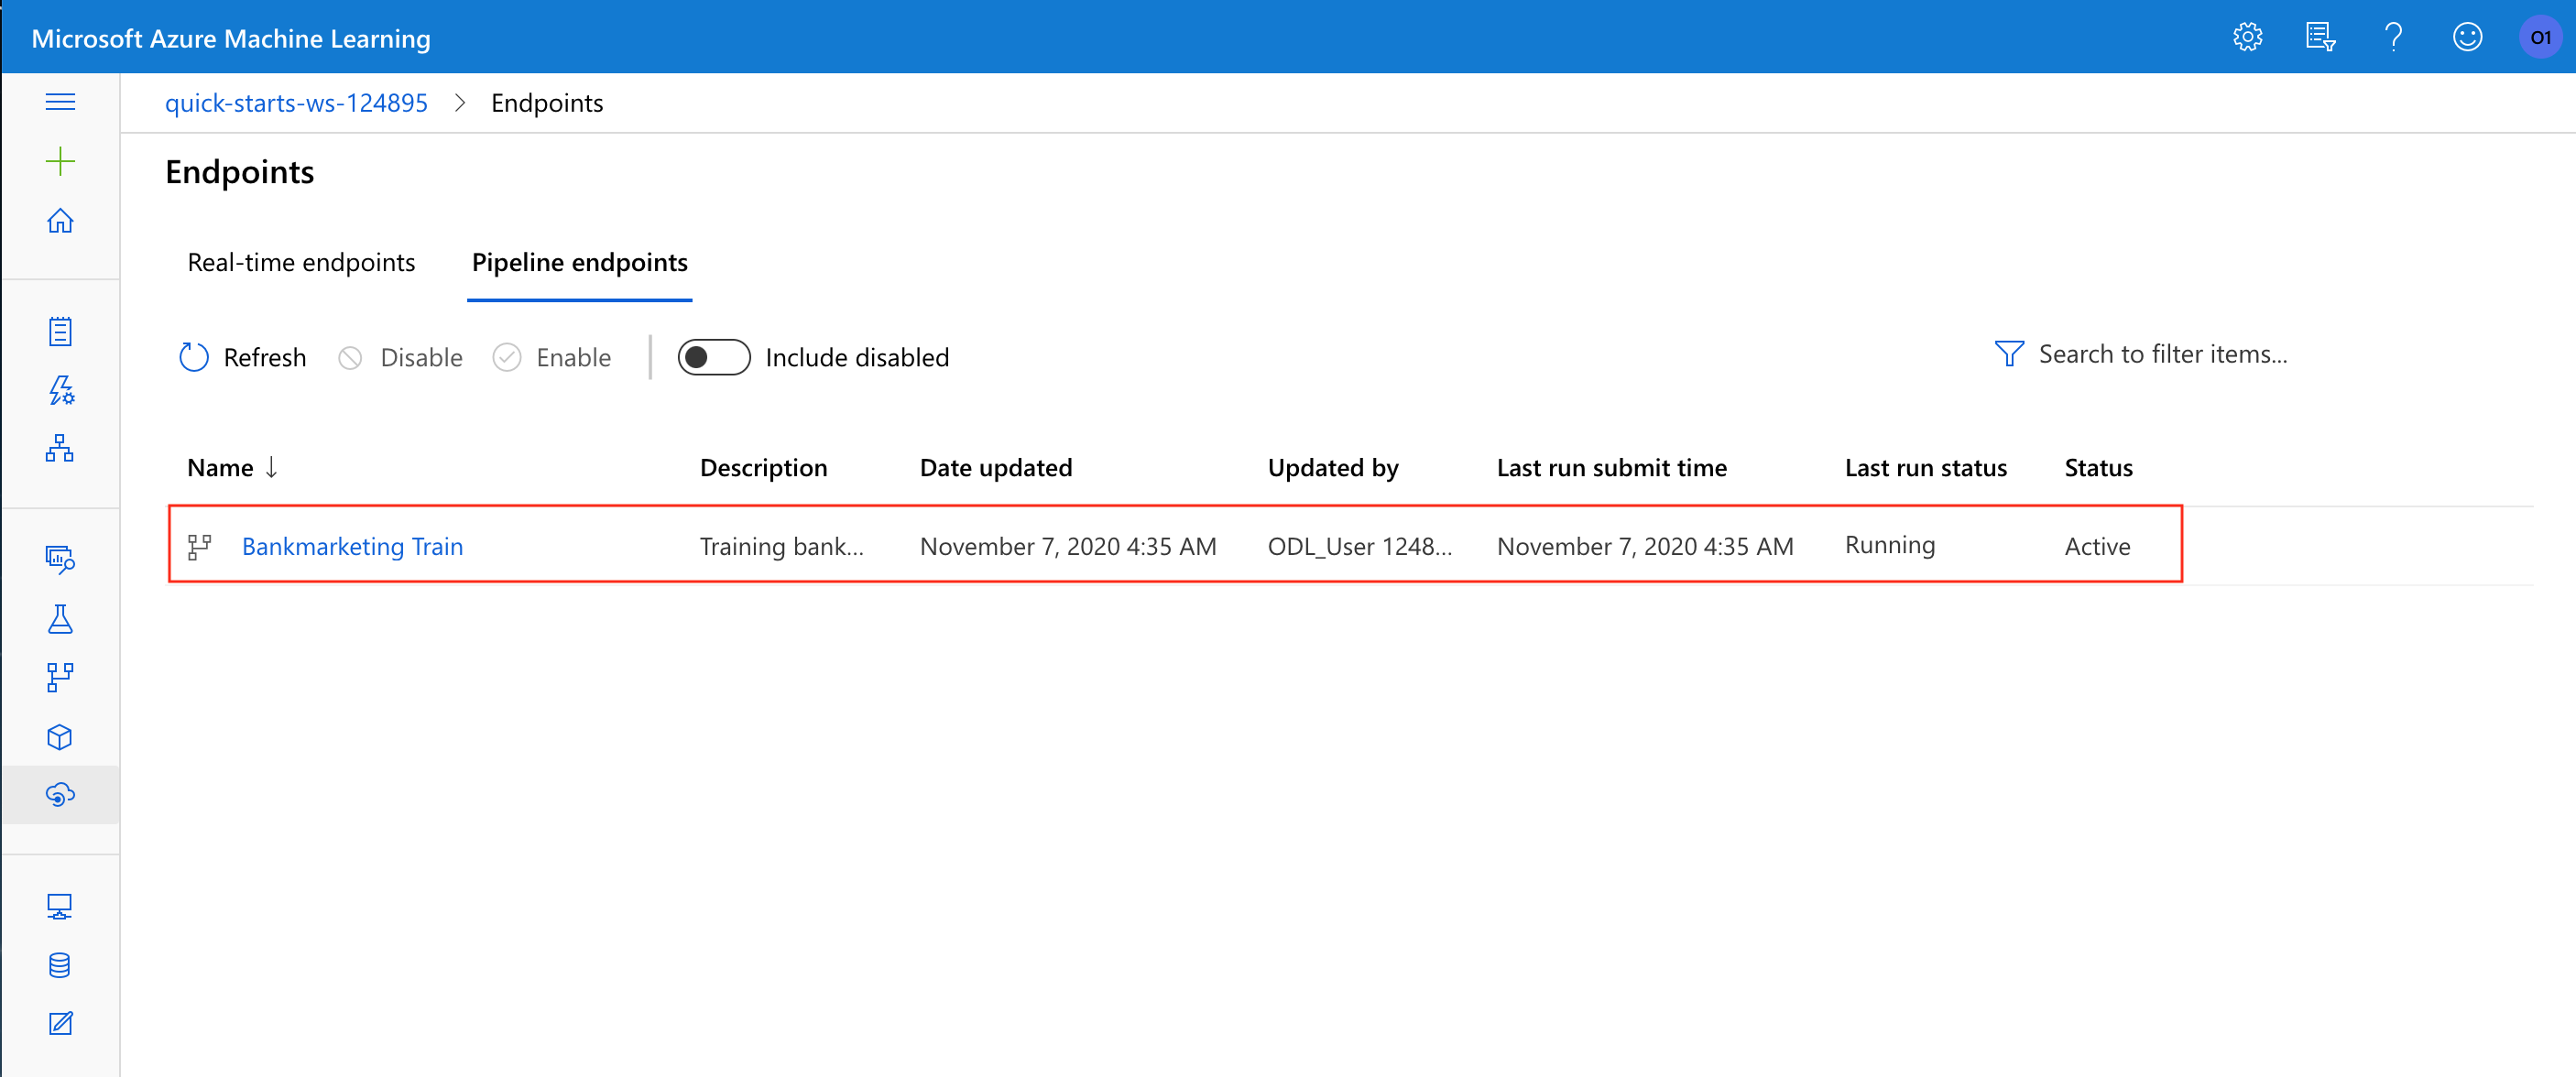 Microsoft Azure Machine Learning
O1
quick-starts-ws-124895 > Endpoints
Endpoints
Real-time endpoints Pipeline endpoints
Refresh Disable Enable Include disabled Search to filter items...
Name ↓ Description Date updated Updated by Last run submit time Last run status Status
Bankmarketing Train Training bank... November 7, 2020 4:35 AM ODL_User 1248... November 7, 2020 4:35 AM Running Active